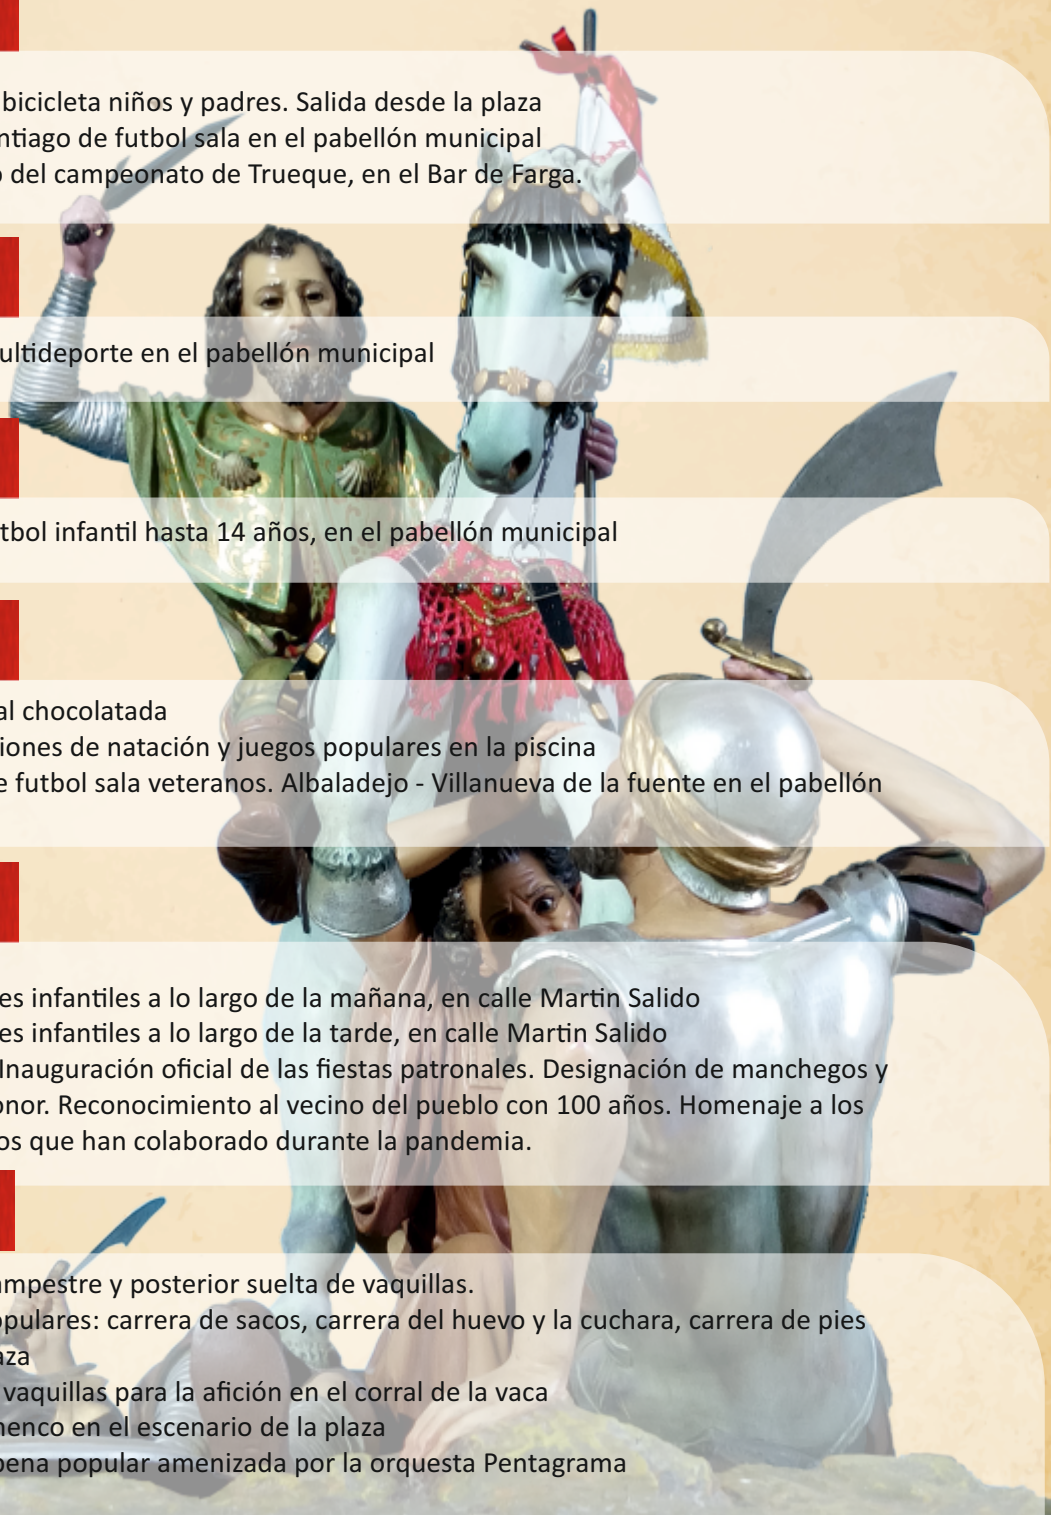 bicicleta niños y padres. Salida desde la plaza
ntiago de futbol sala en el pabellón municipal
o del campeonato de Trueque, en el Bar de Farga.
ultideporte en el pabellón municipal
tbol infantil hasta 14 años, en el pabellón municipal
al chocolatada
iones de natación y juegos populares en la piscina
e futbol sala veteranos. Albaladejo - Villanueva de la fuente en el pabellón
es infantiles a lo largo de la mañana, en calle Martin Salido
es infantiles a lo largo de la tarde, en calle Martin Salido
Inauguración oficial de las fiestas patronales. Designación de manchegos y
onor. Reconocimiento al vecino del pueblo con 100 años. Homenaje a los
os que han colaborado durante la pandemia.
ampestre y posterior suelta de vaquillas.
opulares: carrera de sacos, carrera del huevo y la cuchara, carrera de pies
aza
vaquillas para la afición en el corral de la vaca
menco en el escenario de la plaza
bena popular amenizada por la orquesta Pentagrama